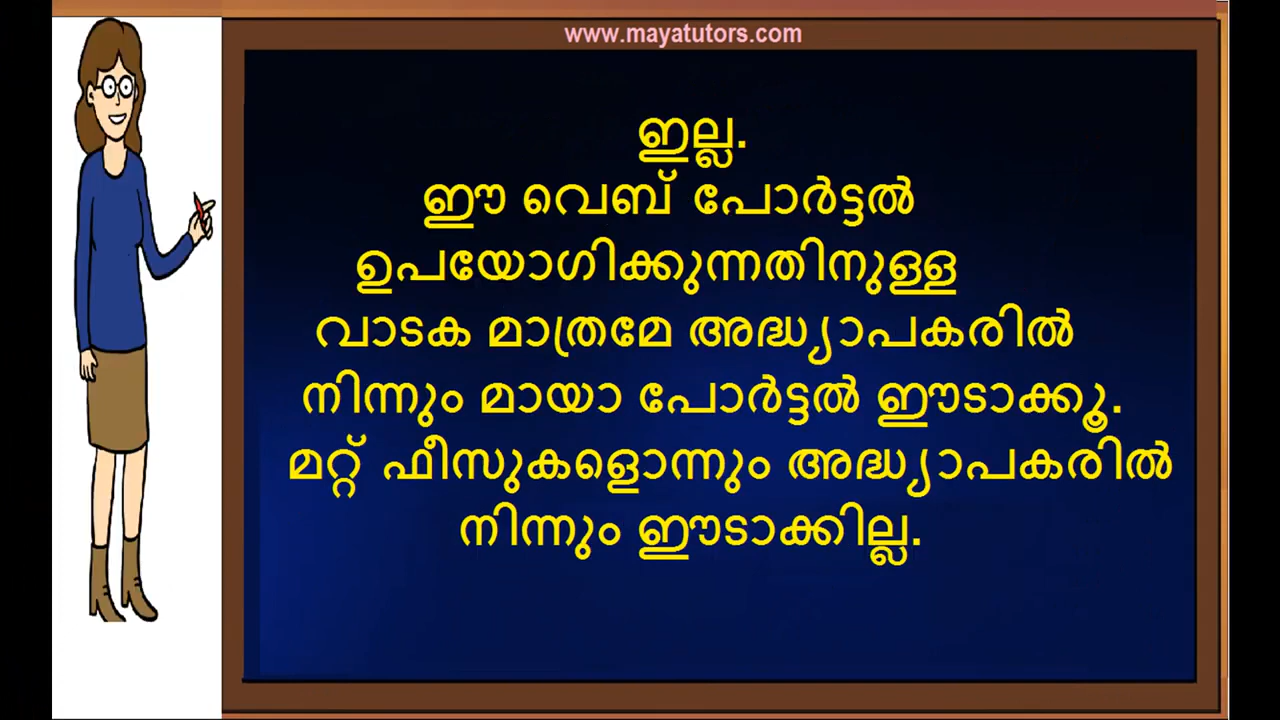 www.mayatutors.com
ഇല്ല.
ഈ വെബ് പോർട്ടൽ
ഉപയോഗിക്കുന്നതിനുള്ള
വാടക മാത്രമേ അദ്ധ്യാപകരിൽ
നിന്നും മായാ പോർട്ടൽ ഈടാക്കൂ.
മറ്റ് ഫീസുകളൊന്നും അദ്ധ്യാപകരിൽ
നിന്നും ഈടാക്കില്ല.